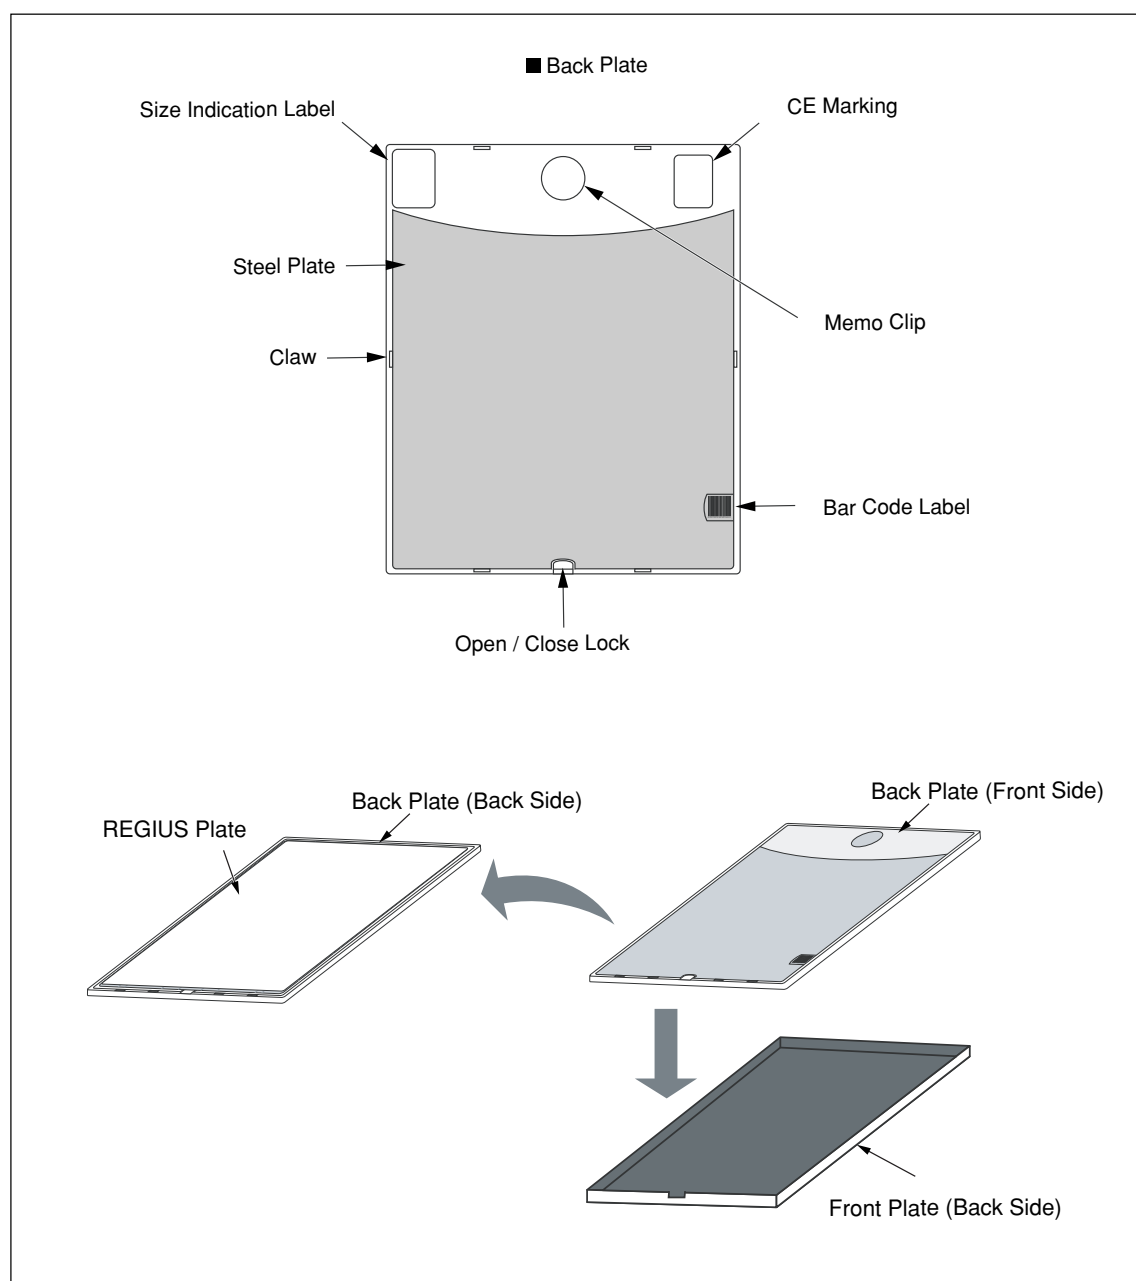 ■ Back Plate
Size Indication Label
CE Marking
Steel Plate
Memo Clip
Claw
Bar Code Label
Open / Close Lock
Back Plate (Front Side)
Back Plate (Back Side)
REGIUS Plate
Front Plate (Back Side)